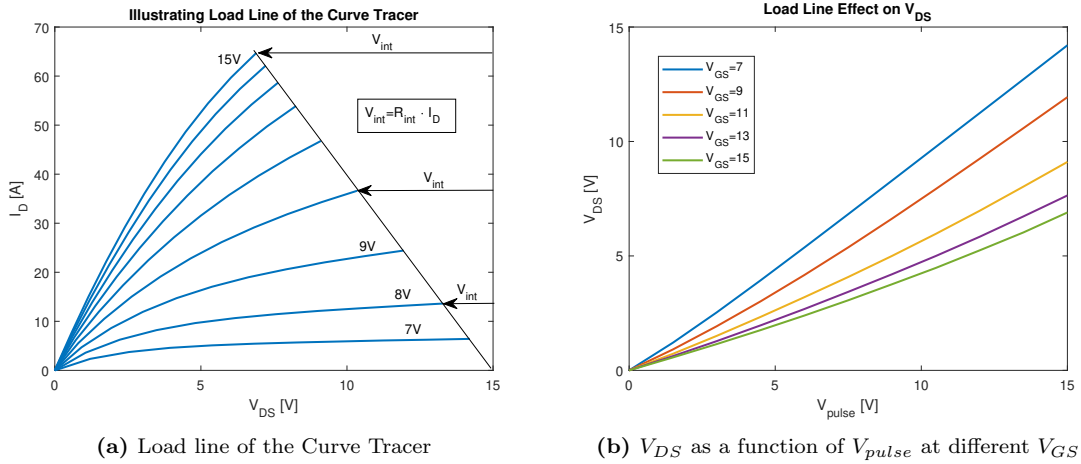 Illustrating Load Line of the Curve Tracer
70
60
50
40
30
20
10
0
I_D [A]
15V
9V
8V
7V
V_int
V_int=R_int · I_D
V_int
V_int
0 5 10 15
V_DS [V]
(a) Load line of the Curve Tracer
Load Line Effect on V_DS
15
10
5
0
V_DS [V]
V_GS=7
V_GS=9
V_GS=11
V_GS=13
V_GS=15
0 5 10 15
V_pulse [V]
(b) V_DS as a function of V_pulse at different V_GS